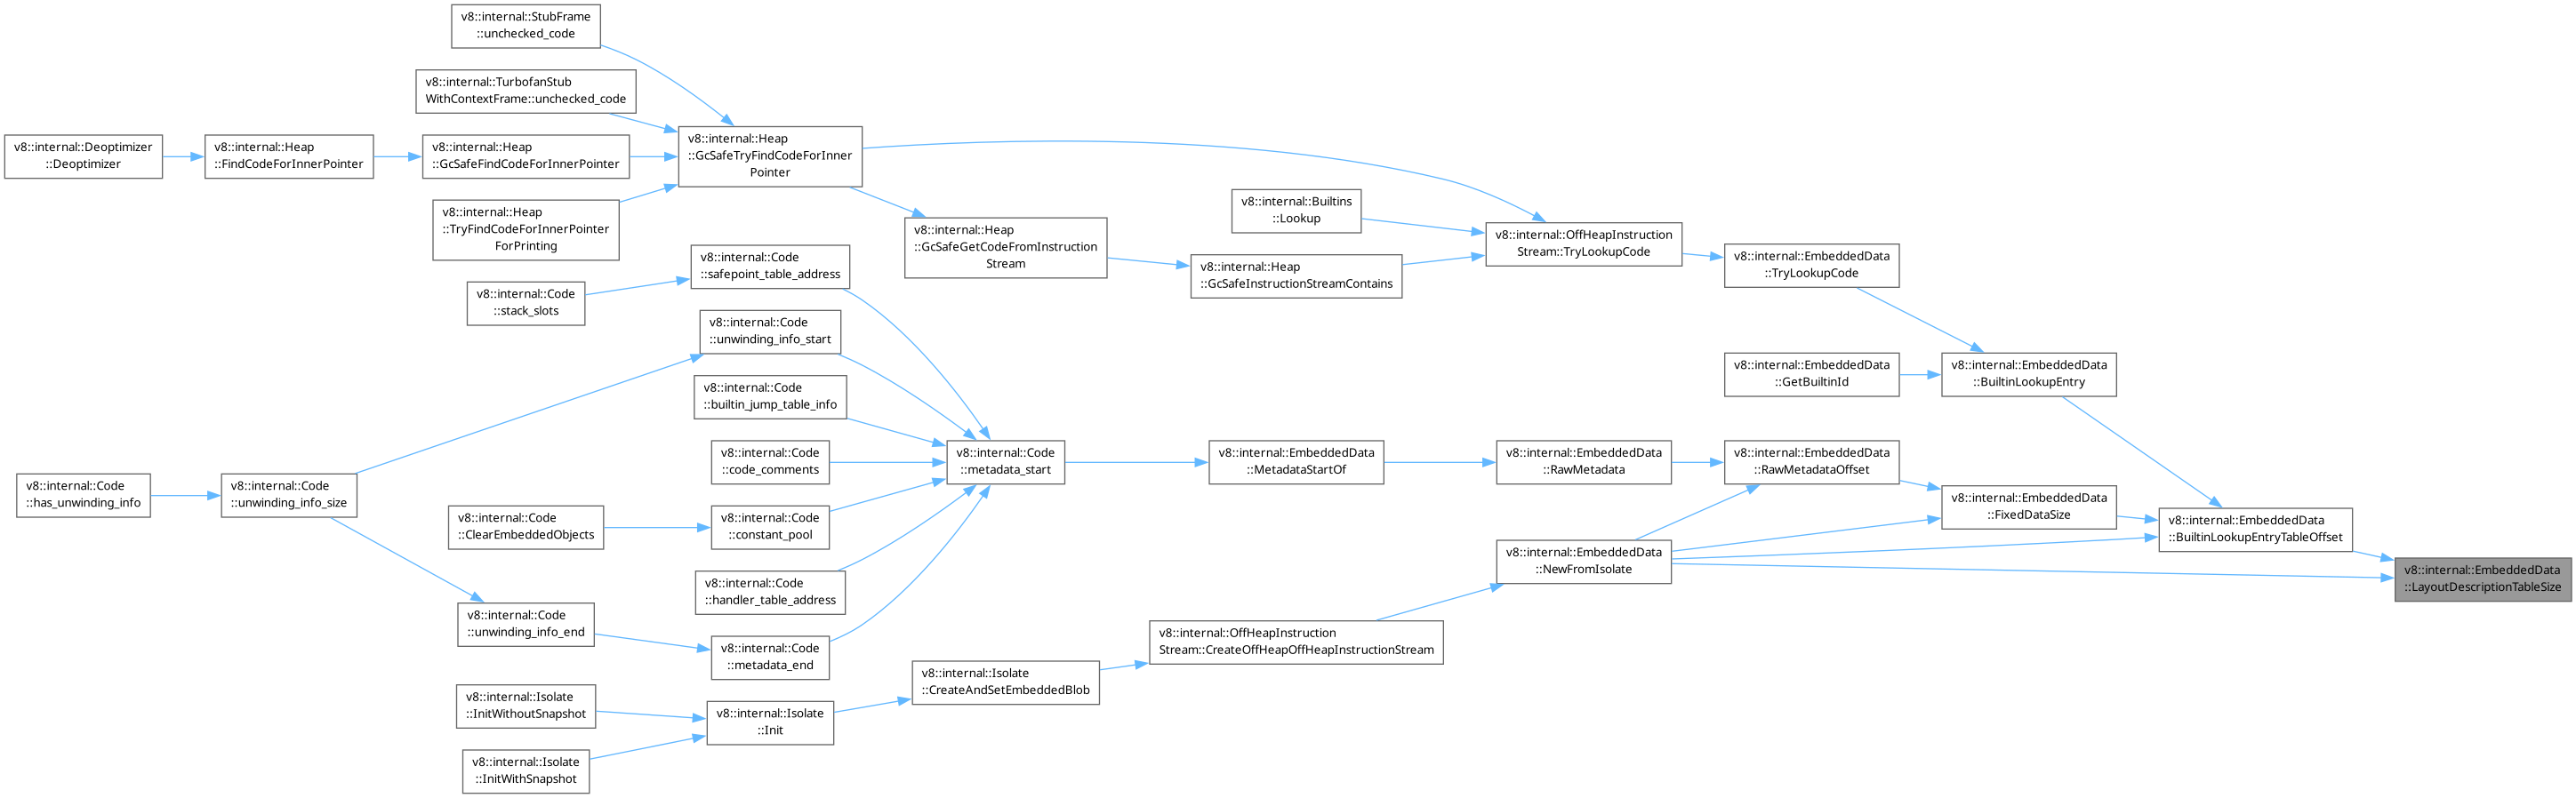 v8::internal::StubFrame
::unchecked_code
v8::internal::TurbofanStub
WithContextFrame::unchecked_code
v8::internal::Deoptimizer
::Deoptimizer
v8::internal::Heap
::FindCodeForInnerPointer
v8::internal::Heap
::GcSafeFindCodeForInnerPointer
v8::internal::Heap
::GcSafeTryFindCodeForInner
Pointer
v8::internal::Heap
::TryFindCodeForInnerPointer
ForPrinting
v8::internal::Heap
::GcSafeGetCodeFromInstruction
Stream
v8::internal::Builtins
::Lookup
v8::internal::Heap
::GcSafeInstructionStreamContains
v8::internal::OffHeapInstruction
Stream::TryLookupCode
v8::internal::EmbeddedData
::TryLookupCode
v8::internal::Code
::safepoint_table_address
v8::internal::Code
::stack_slots
v8::internal::Code
::unwinding_info_start
v8::internal::EmbeddedData
::GetBuiltinId
v8::internal::EmbeddedData
::BuiltinLookupEntry
v8::internal::Code
::builtin_jump_table_info
v8::internal::Code
::code_comments
v8::internal::Code
::metadata_start
v8::internal::EmbeddedData
::MetadataStartOf
v8::internal::EmbeddedData
::RawMetadata
v8::internal::EmbeddedData
::RawMetadataOffset
v8::internal::Code
::has_unwinding_info
v8::internal::Code
::unwinding_info_size
v8::internal::EmbeddedData
::FixedDataSize
v8::internal::Code
::ClearEmbeddedObjects
v8::internal::Code
::constant_pool
v8::internal::EmbeddedData
::BuiltinLookupEntryTableOffset
v8::internal::EmbeddedData
::NewFromIsolate
v8::internal::EmbeddedData
::LayoutDescriptionTableSize
v8::internal::Code
::handler_table_address
v8::internal::Code
::unwinding_info_end
v8::internal::Code
::metadata_end
v8::internal::OffHeapInstruction
Stream::CreateOffHeapOffHeapInstructionStream
v8::internal::Isolate
::CreateAndSetEmbeddedBlob
v8::internal::Isolate
::InitWithoutSnapshot
v8::internal::Isolate
::Init
v8::internal::Isolate
::InitWithSnapshot